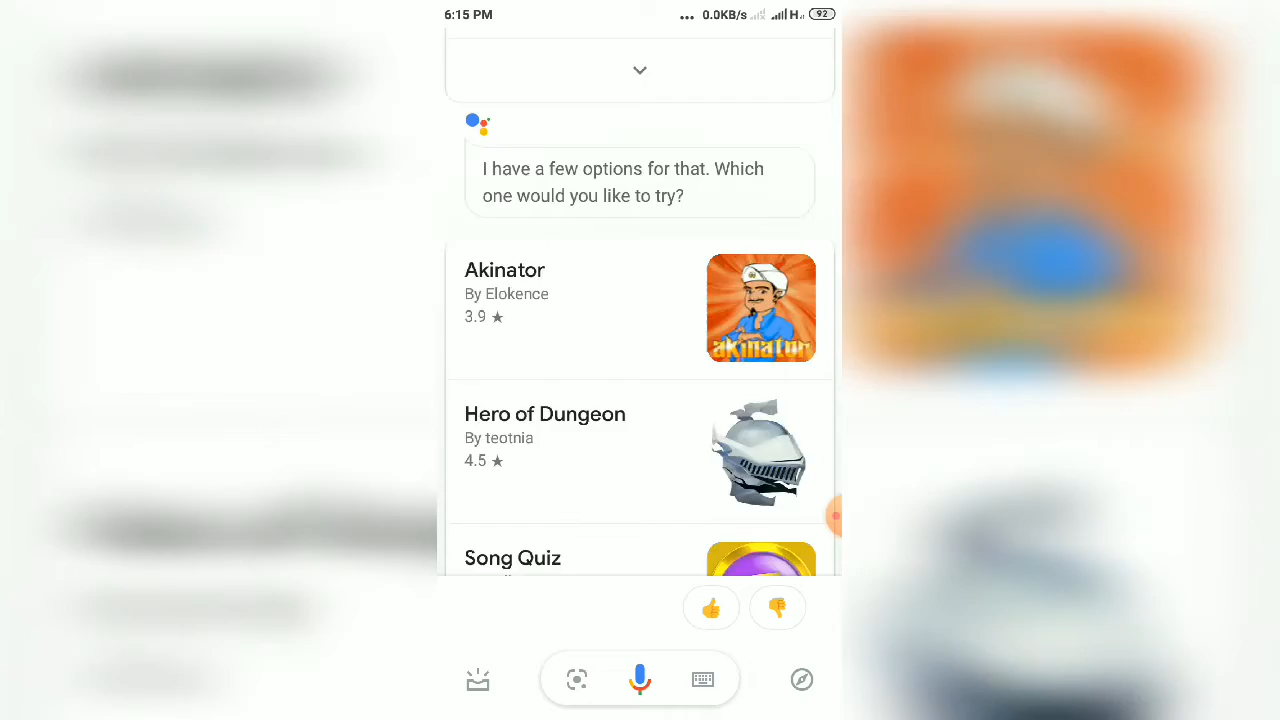 6:15 PM
... 0.0KB/s H 92
I have a few options for that. Which
one would you like to try?
Akinator
By Elokence
3.9 ★
akinator
Hero of Dungeon
By teotnia
4.5 ★
Song Quiz